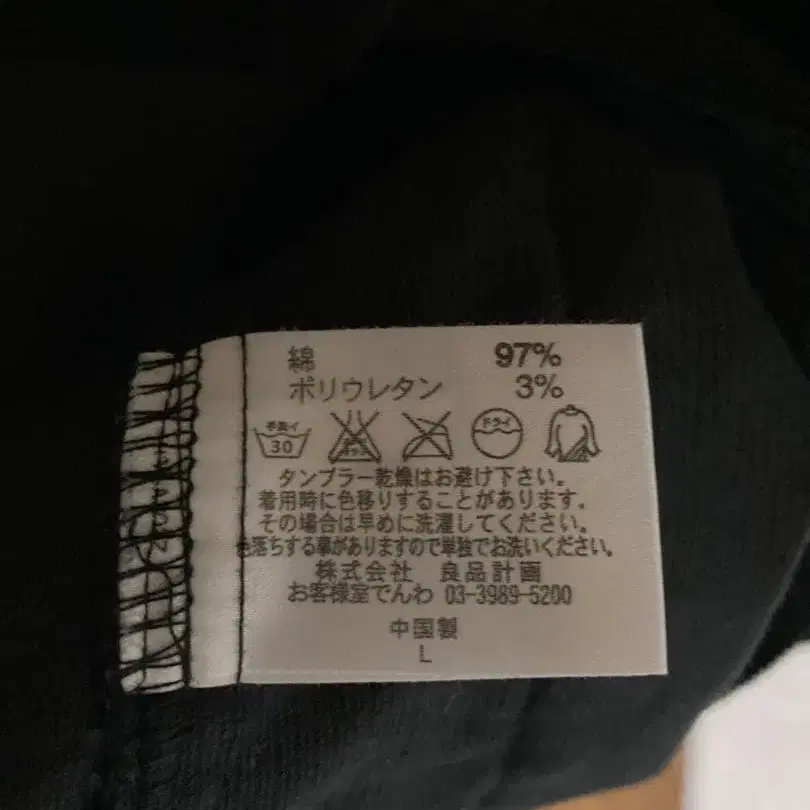 綿 97%
ポリウレタン 3%
手洗イ
30
ドライ
タンブラー乾燥はお避け下さい。
着用時に色移りすることがあります。
その場合は早めに洗濯してください。
色落ちする事がありますので単独でお洗いください。
株式会社 良品計画
お客様室でんわ 03-3989-5200
中国製
L